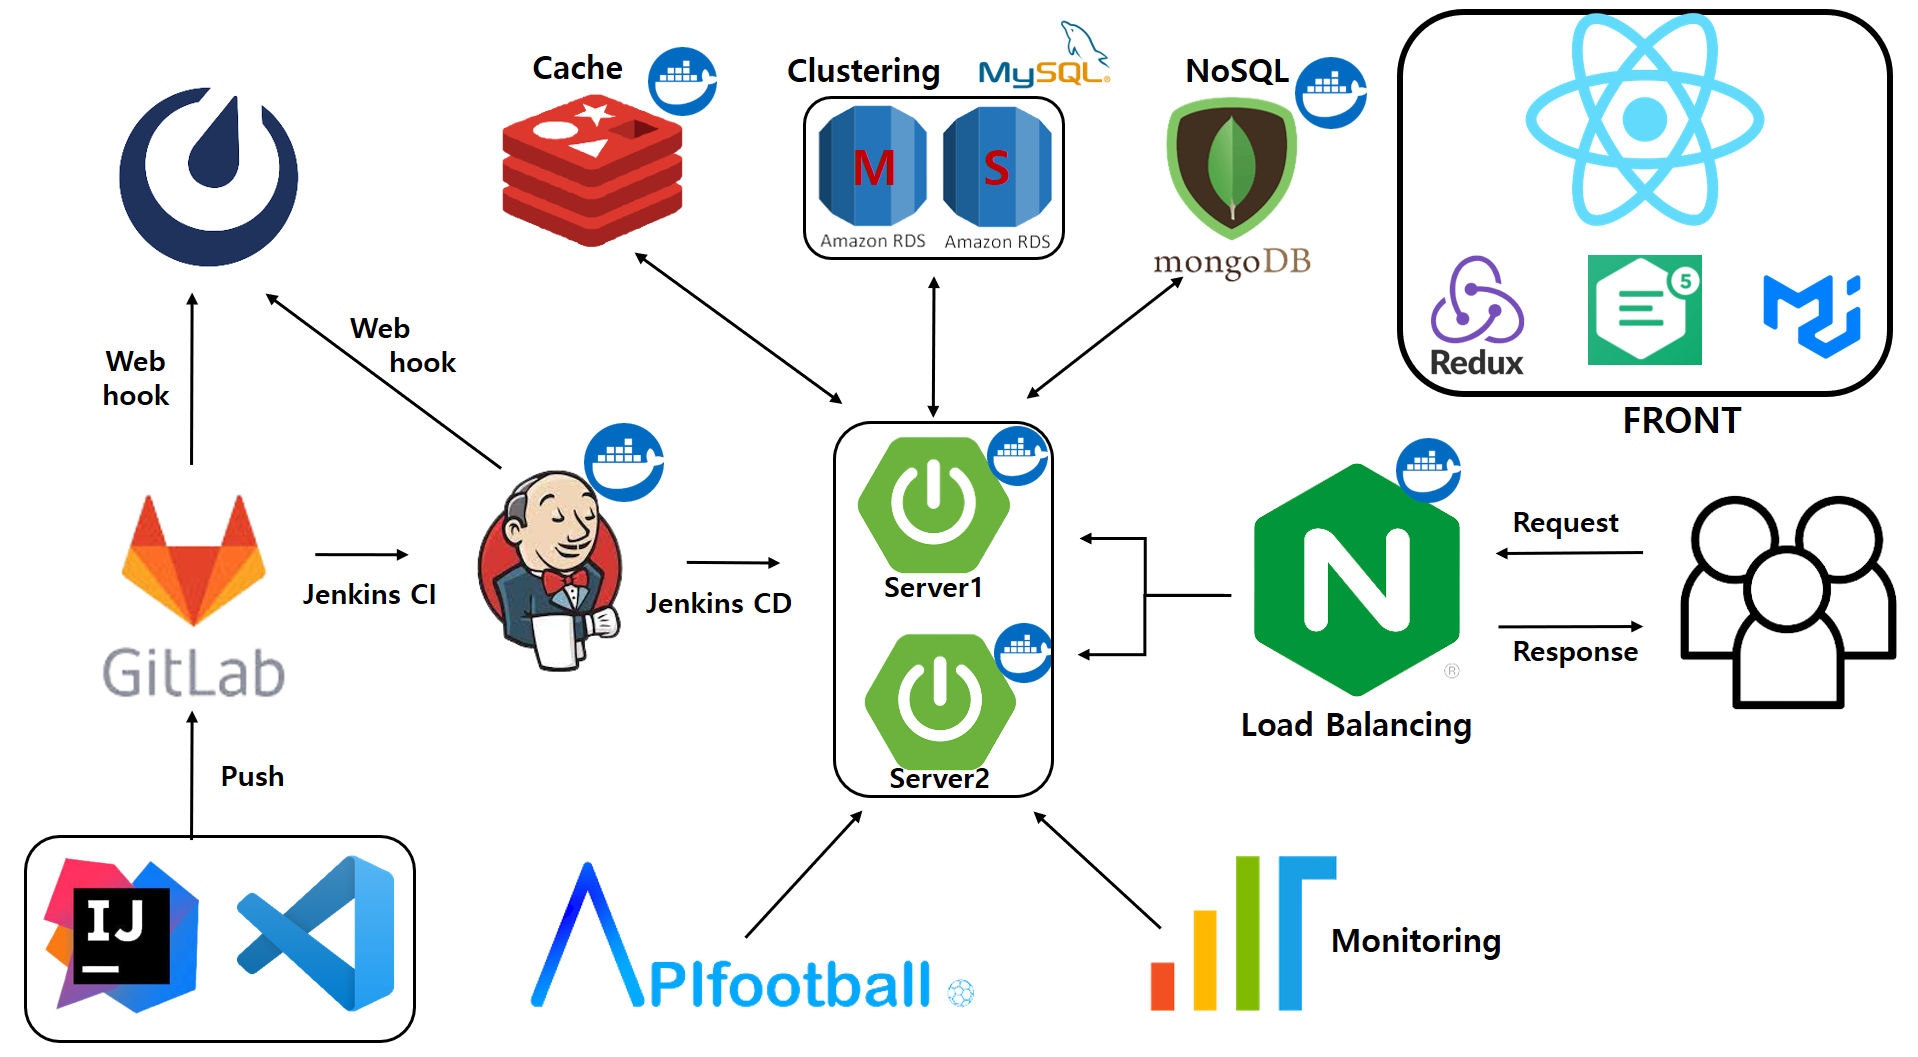 Cache
Clustering
MySQL®
NoSQL
M
S
Amazon RDS
Amazon RDS
mongoDB
5
Redux
FRONT
Web
hook
Web
hook
Request
Response
Jenkins CI
Jenkins CD
Server1
Server2
N
®
GitLab
Load Balancing
Push
IJ
APIfootball
Monitoring